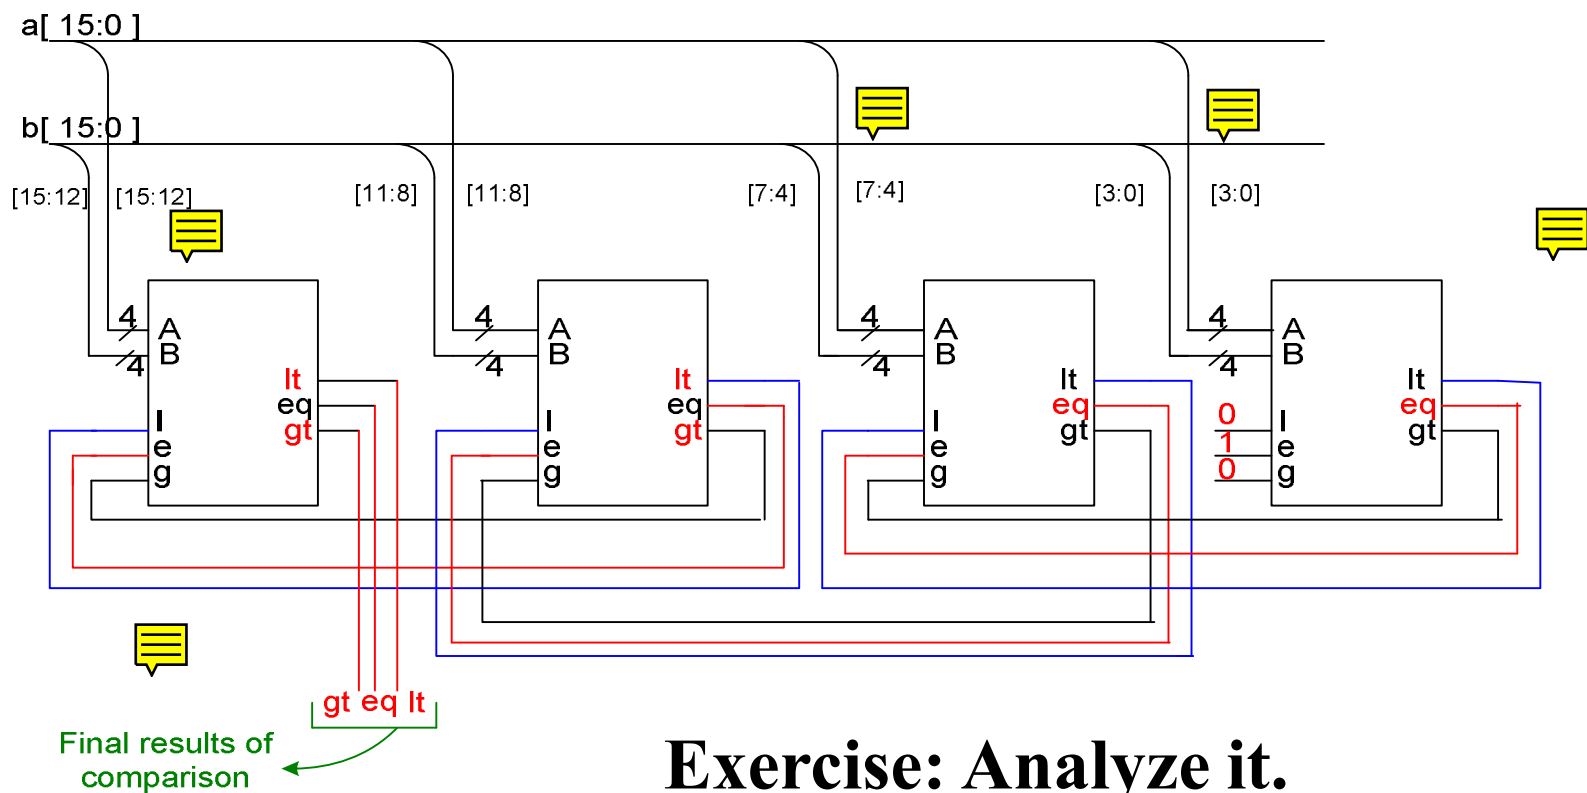 a[ 15:0 ]
b[ 15:0 ]
[15:12] [15:12] [11:8] [11:8] [7:4] [7:4] [3:0] [3:0]
4 A 4 A 4 A 4 A
4 B 4 B 4 B 4 B
lt lt lt lt
eq eq eq eq
gt gt gt gt
l l l 0 l
e e e 1 e
g g g 0 g
gt eq lt
Final results of
comparison
Exercise: Analyze it.